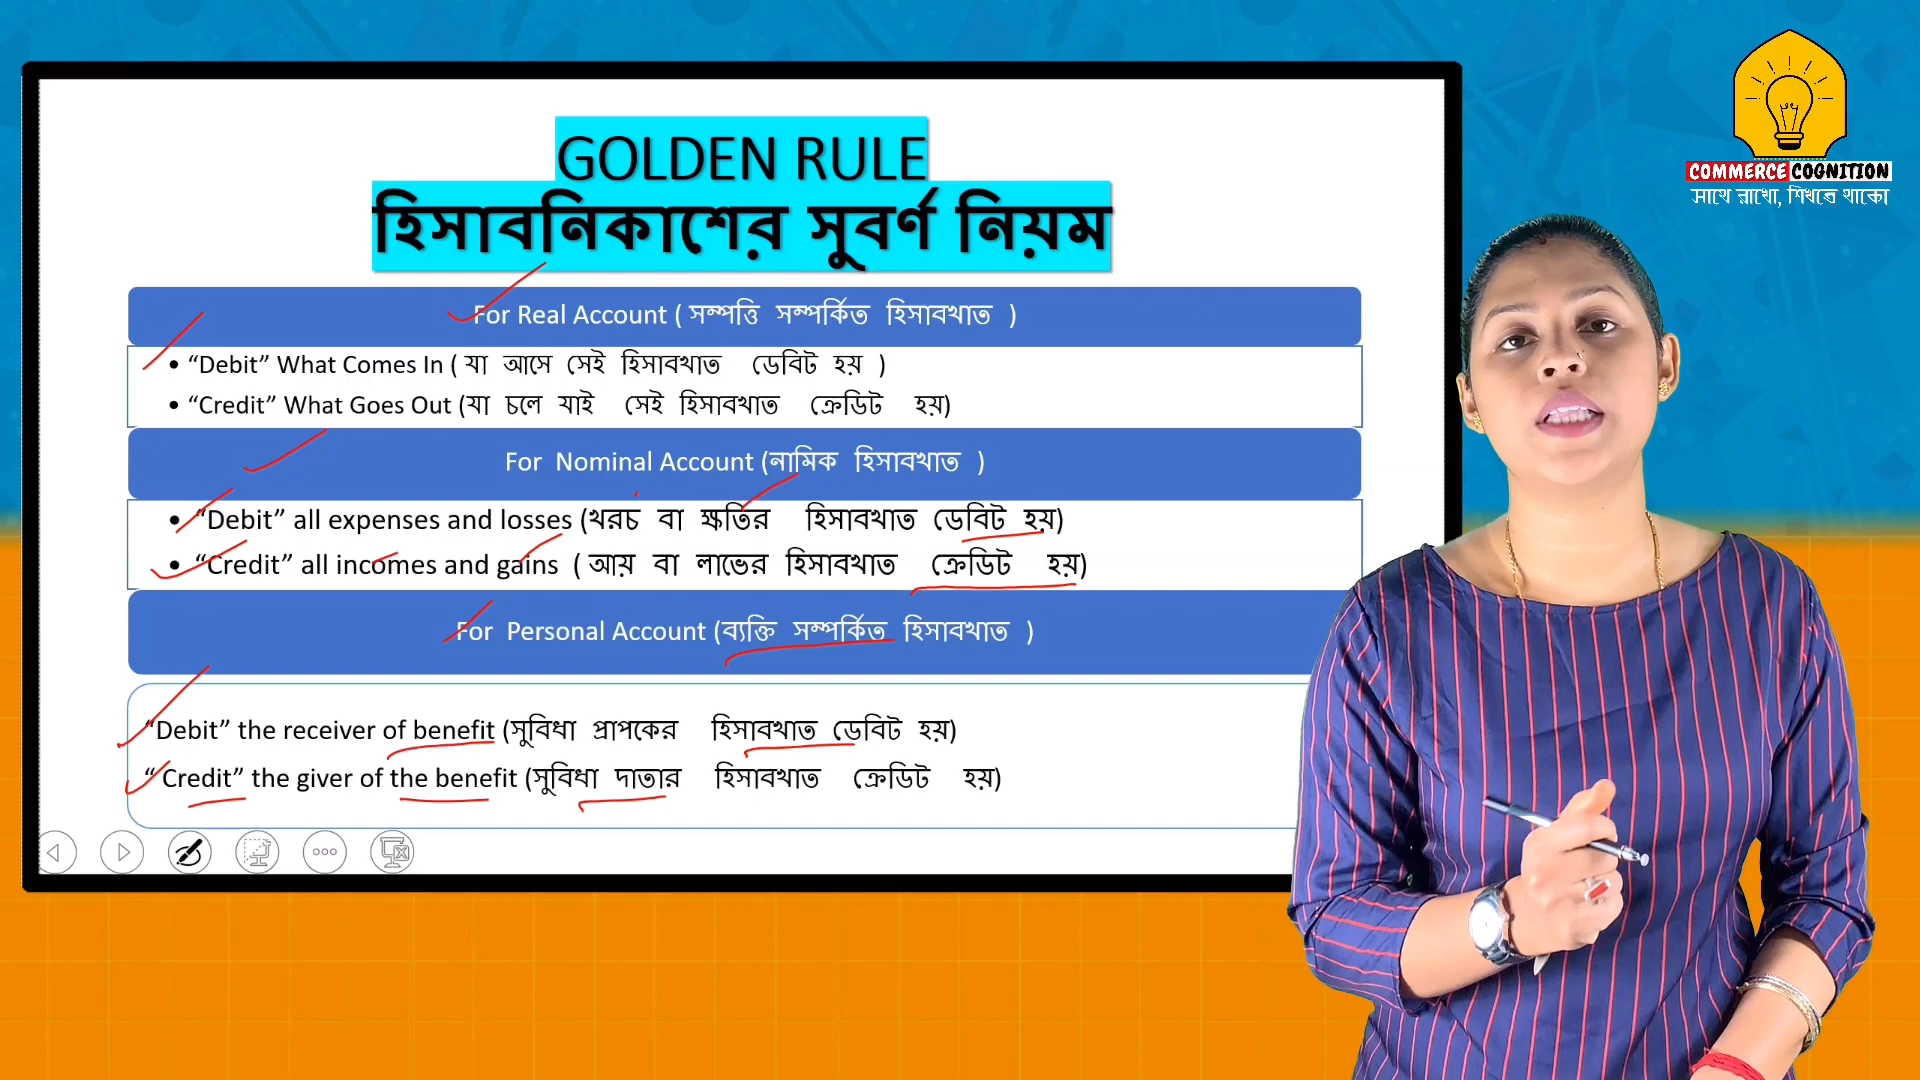 GOLDEN RULE
হিসাবনিকাশের সুবর্ণ নিয়ম
For Real Account ( সম্পত্তি সম্পর্কিত হিসাবখাত )
• “Debit” What Comes In ( যা আসে সেই হিসাবখাত ডেবিট হয় )
• “Credit” What Goes Out (যা চলে যাই সেই হিসাবখাত ক্রেডিট হয়)
For Nominal Account (নামিক হিসাবখাত )
• “Debit” all expenses and losses (খরচ বা ক্ষতির হিসাবখাত ডেবিট হয়)
• “Credit” all incomes and gains ( আয় বা লাভের হিসাবখাত ক্রেডিট হয়)
For Personal Account (ব্যক্তি সম্পর্কিত হিসাবখাত )
“Debit” the receiver of benefit (সুবিধা প্রাপকের হিসাবখাত ডেবিট হয়)
“ Credit” the giver of the benefit (সুবিধা দাতার হিসাবখাত ক্রেডিট হয়)
COMMERCE COGNITION
সাথে রাখো, শিখতে থাকো